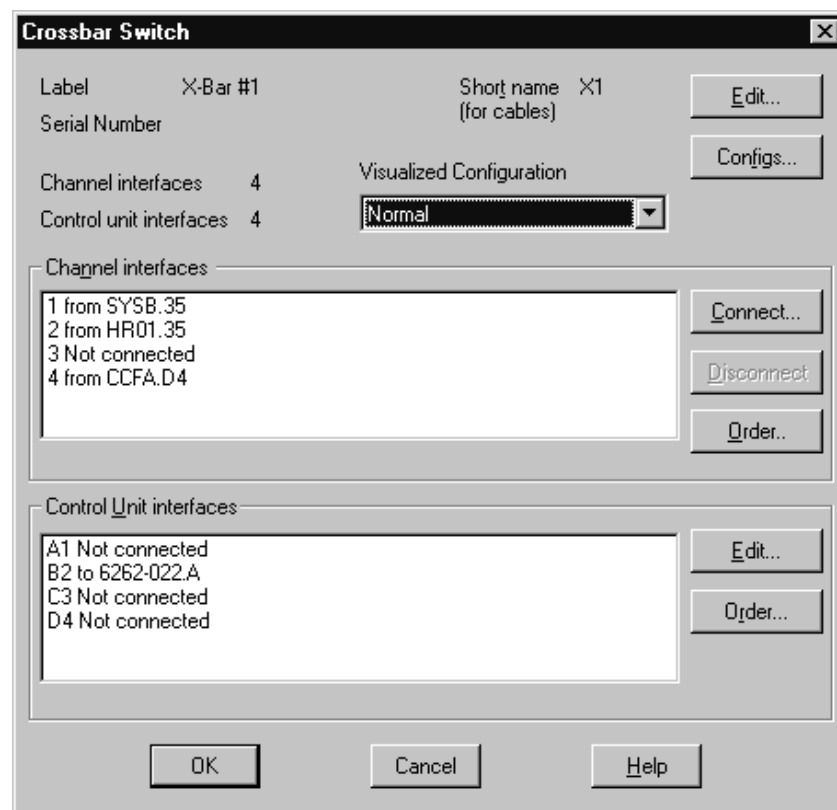 Crossbar Switch
Label X-Bar #1
Short name X1
(for cables)
Edit...
Serial Number
Configs...
Channel interfaces 4
Visualized Configuration
Control unit interfaces 4
Normal
Channel interfaces
1 from SYSB.35
2 from HR01.35
3 Not connected
4 from CCFA.D4
Connect...
Disconnect
Order..
Control Unit interfaces
A1 Not connected
B2 to 6262-022.A
C3 Not connected
D4 Not connected
Edit...
Order...
OK
Cancel
Help